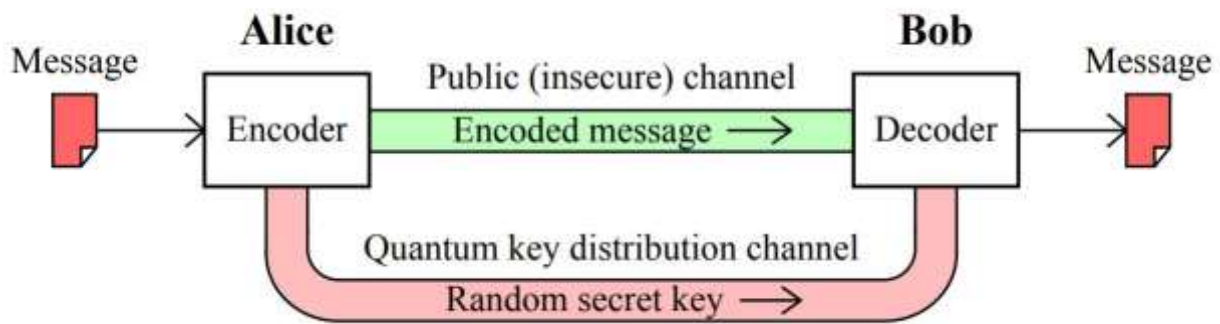 Alice
Bob
Message
Public (insecure) channel
Message
Encoder
Encoded message
Decoder
Quantum key distribution channel
Random secret key